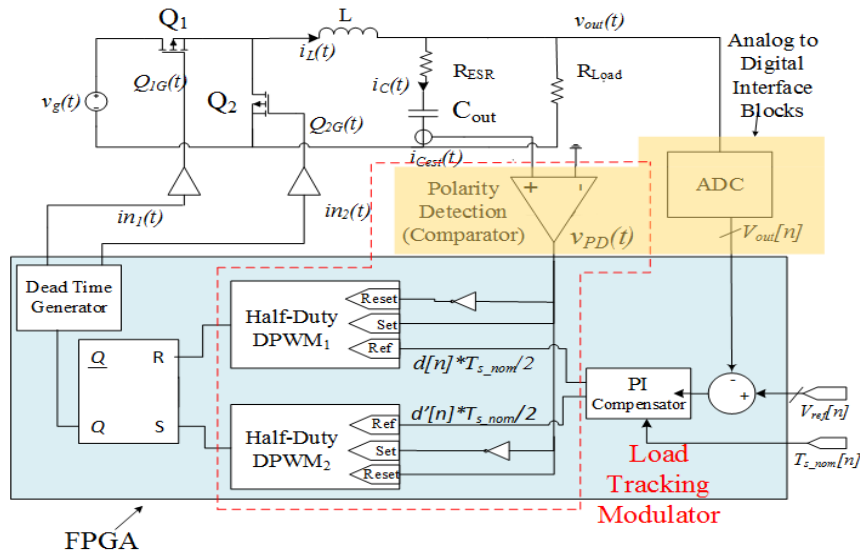 Q1
L
vout(t)
iL(t)
Analog to
Digital
Interface
Blocks
Q1G(t)
Q2
RESR
iC(t)
RLoad
vg(t)
Cout
Q2G(t)
iCest(t)
+
-
ADC
Polarity
Detection
(Comparator)
in1(t)
in2(t)
vPD(t)
Vout[n]
Dead Time
Generator
Half-Duty
DPWM1
Reset
Set
Ref
d[n]*Ts_nom/2
Q
R
Q
S
PI
Compensator
-
+
Vref[n]
Half-Duty
DPWM2
Ref
Set
Reset
d'[n]*Ts_nom/2
Ts_nom[n]
Load
Tracking
Modulator
FPGA